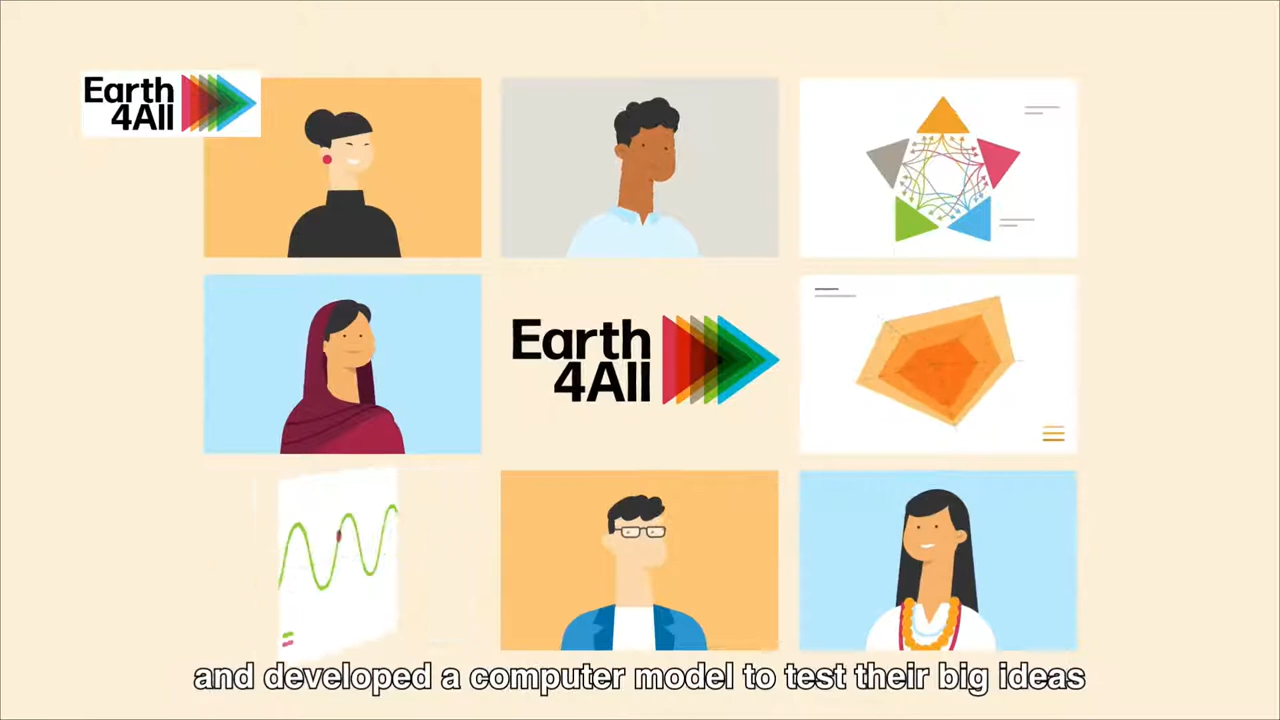 Earth
4All
Earth
4All
and developed a computer model to test their big ideas